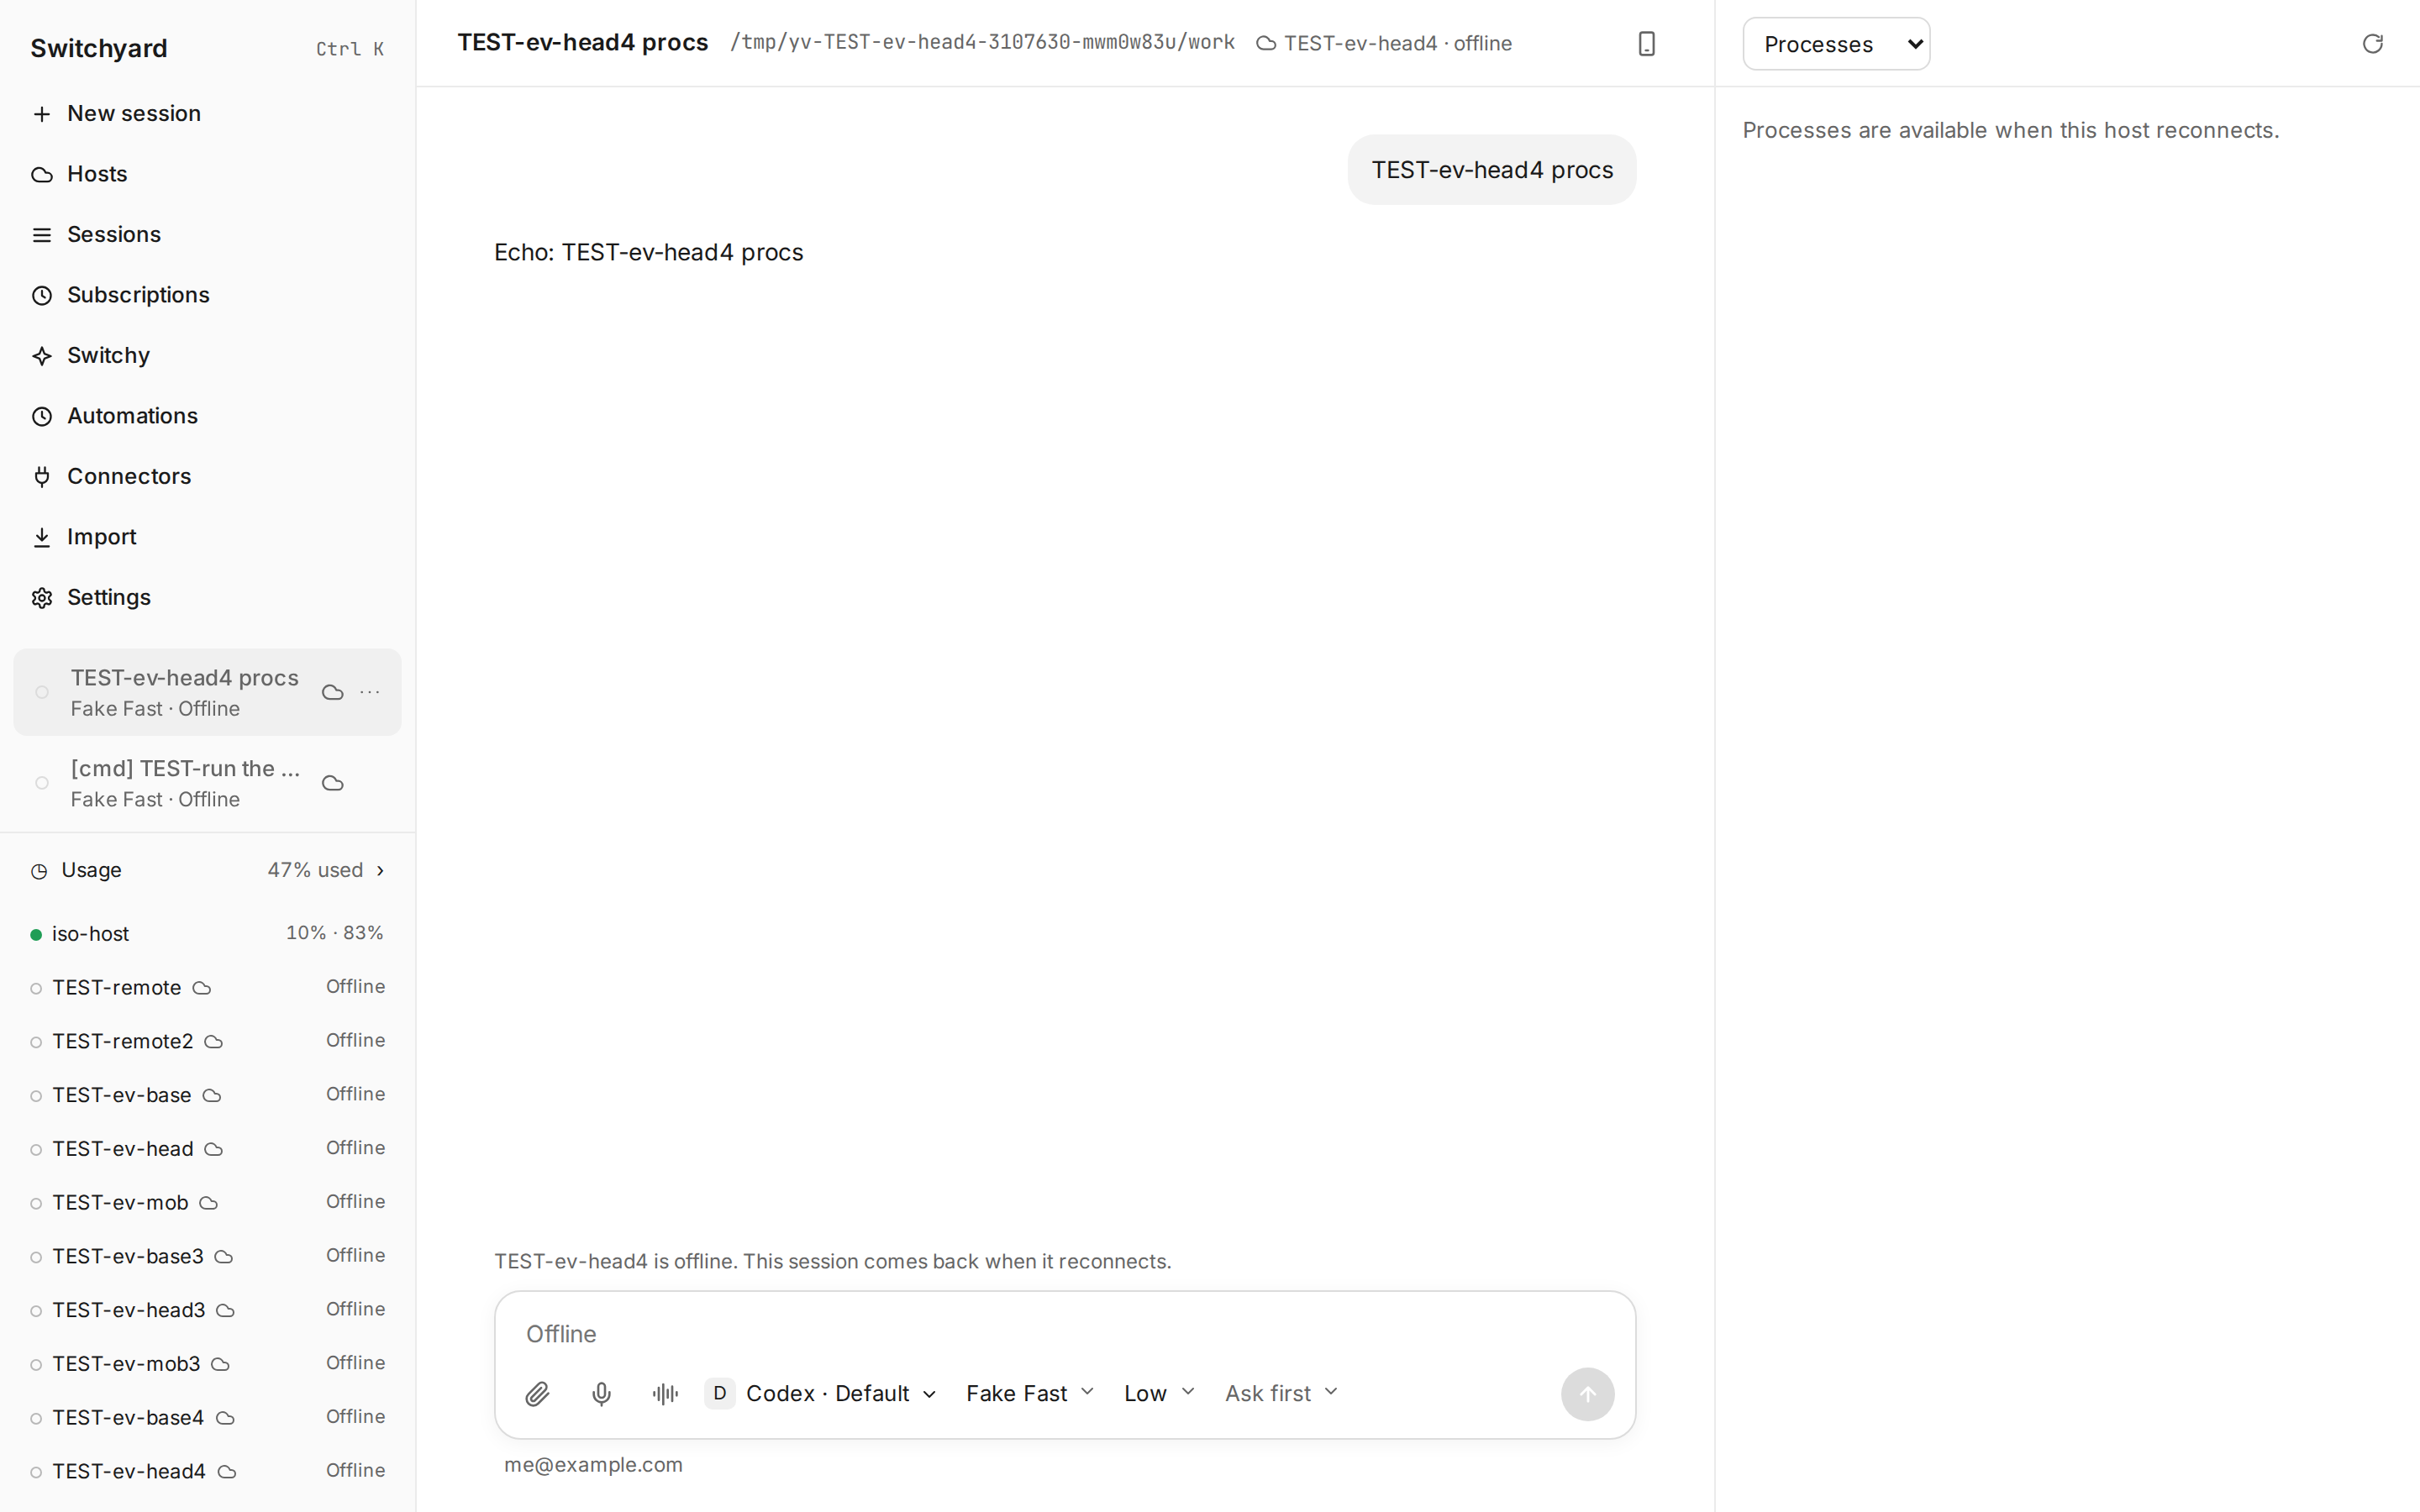 Switchyard
Ctrl K
New session
Hosts
Sessions
Subscriptions
Switchy
Automations
Connectors
Import
Settings
TEST-ev-head4 procs
Fake Fast · Offline
[cmd] TEST-run the ...
Fake Fast · Offline
Usage
47% used
iso-host
10% · 83%
TEST-remote
Offline
TEST-remote2
Offline
TEST-ev-base
Offline
TEST-ev-head
Offline
TEST-ev-mob
Offline
TEST-ev-base3
Offline
TEST-ev-head3
Offline
TEST-ev-mob3
Offline
TEST-ev-base4
Offline
TEST-ev-head4
Offline
TEST-ev-head4 procs
/tmp/yv-TEST-ev-head4-3107630-mwm0w83u/work
TEST-ev-head4 · offline
TEST-ev-head4 procs
Echo: TEST-ev-head4 procs
TEST-ev-head4 is offline. This session comes back when it reconnects.
Offline
D
Codex · Default
Fake Fast
Low
Ask first
me@example.com
Processes
Processes are available when this host reconnects.